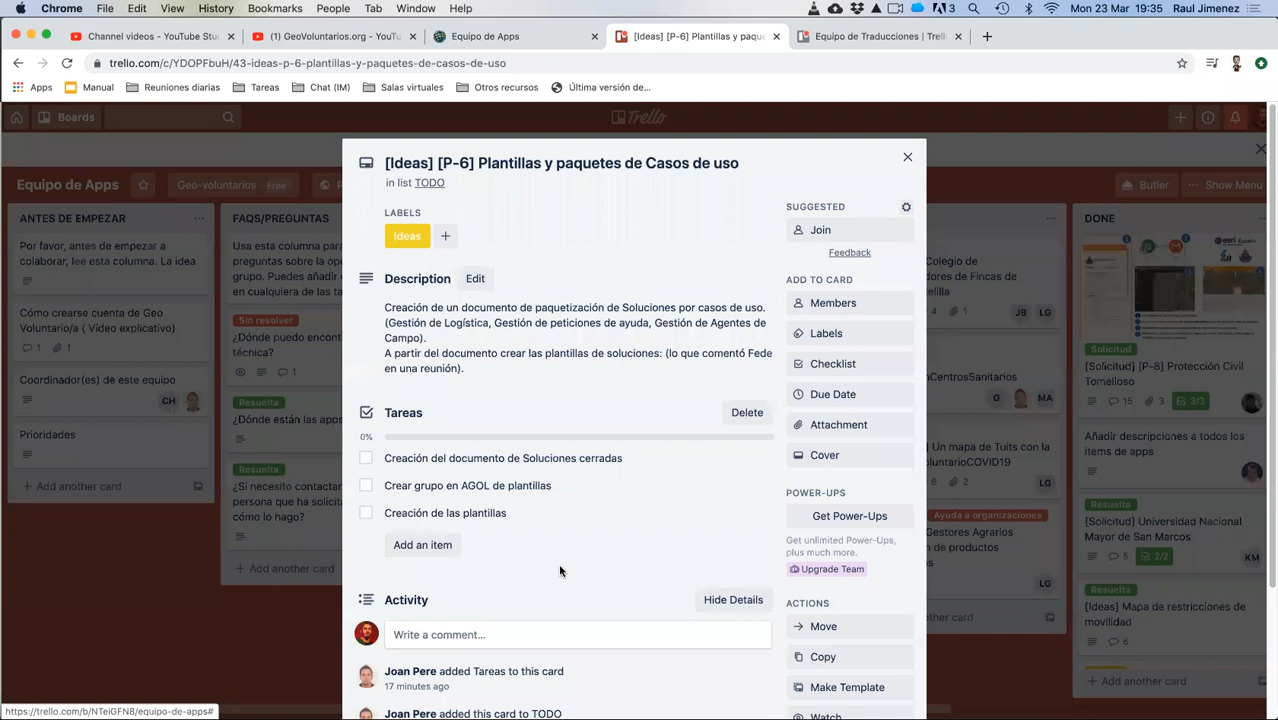 Chrome File Edit View History Bookmarks People Tab Window Help 3 Mon 23 Mar 19:35 Raul Jimenez
Channel videos - YouTube Stu
(1) GeoVoluntarios.org - YouTu
Equipo de Apps
[Ideas] [P-6] Plantillas y paque
Equipo de Traducciones | Trell
trello.com/c/YDOPFbuH/43-ideas-p-6-plantillas-y-paquetes-de-casos-de-uso
Apps Manual Reuniones diarias Tareas Chat (IM) Salas virtuales Otros recursos Última versión de...
Boards
Trello
Equipo de Apps
Geo-voluntarios Free
Butler
... Show Menu
ANTES DE EMPEZAR
Por favor, antes de empezar a
colaborar, lee esta columna. La idea
Cómo crearse cuenta de Geo
Voluntario/a ( Vídeo explicativo)
1 1
Coordinador(es) de este equipo
CH
Prioridades
+ Add another card
FAQS/PREGUNTAS
Usa esta columna para
preguntas sobre la ope
grupo. Puedes añadir c
en cualquiera de las tar
Sin resolver
¿Dónde puedo encont
técnica?
1
Resuelta
¿Dónde están las apps
Resuelta
¿Si necesito contactar
persona que ha solicita
cómo lo hago?
+ Add another card
[Ideas] [P-6] Plantillas y paquetes de Casos de uso
in list TODO
LABELS
Ideas
Description Edit
Creación de un documento de paquetización de Soluciones por casos de uso.
(Gestión de Logística, Gestión de peticiones de ayuda, Gestión de Agentes de
Campo).
A partir del documento crear las plantillas de soluciones: (lo que comentó Fede
en una reunión).
Tareas Delete
0%
Creación del documento de Soluciones cerradas
Crear grupo en AGOL de plantillas
Creación de las plantillas
Add an item
Activity Hide Details
Write a comment...
Joan Pere added Tareas to this card
17 minutes ago
Joan Pere added this card to TODO
SUGGESTED
Join
Feedback
ADD TO CARD
Members
Labels
Checklist
Due Date
Attachment
Cover
POWER-UPS
Get Power-Ups
Get unlimited Power-Ups,
plus much more.
Upgrade Team
ACTIONS
Move
Copy
Make Template
Watch
Colegio de
dores de Fincas de
elilla
4 1 JB LG
nCentrosSanitarios
G MA
] Un mapa de Tuits con la
oluntarioCOVID19
6 2 LG
Ayuda a organizaciones
Gestores Agrarios
n de productos
LG
card
DONE
esri España
Solicitud
[Solicitud] [P-8] Protección Civil
Tomelloso
15 3 3/3
Añadir descripciones a todos los
items
Resuelta
[Solicitud] Universidad Nacional
Mayor de San Marcos
5 2/2 KM
Resuelta
[Ideas] Mapa de restricciones de
movilidad
6
+ Add another card
https://trello.com/b/NTeiGFN8/equipo-de-apps#